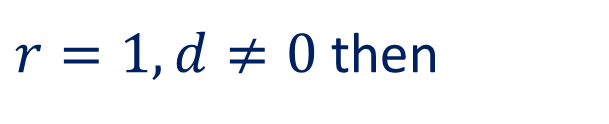 r = 1, d ≠ 0 then